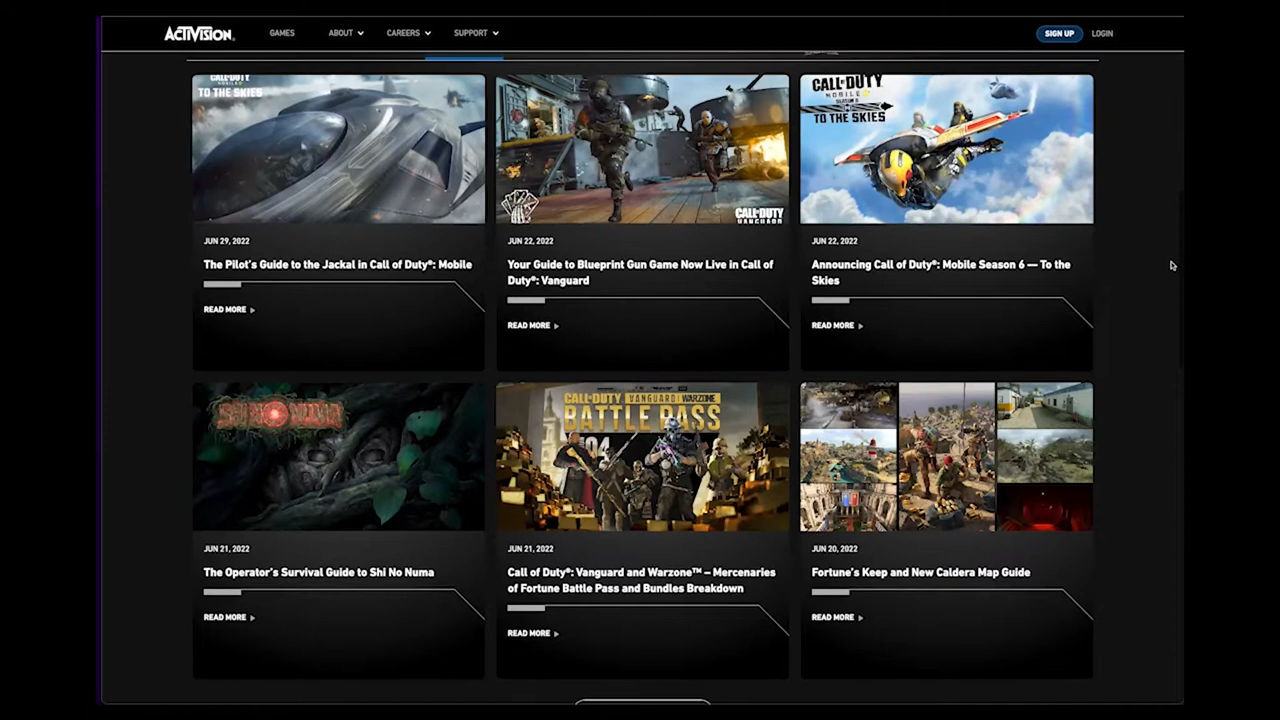 ACTIVISION
GAMES
ABOUT
CAREERS
SUPPORT
SIGN UP
LOGIN
CALL OF DUTY
MOBILE
TO THE SKIES
CALL OF DUTY
VANGUARD
CALL OF DUTY
MOBILE
TO THE SKIES
JUN 29, 2022
The Pilot's Guide to the Jackal in Call of Duty®: Mobile
READ MORE
JUN 22, 2022
Your Guide to Blueprint Gun Game Now Live in Call of
Duty®: Vanguard
READ MORE
JUN 22, 2022
Announcing Call of Duty®: Mobile Season 6 — To the
Skies
READ MORE
SHI NO NUMA
CALL OF DUTY VANGUARD WARZONE
BATTLE PASS
JUN 21, 2022
The Operator's Survival Guide to Shi No Numa
READ MORE
JUN 21, 2022
Call of Duty®: Vanguard and Warzone™ – Mercenaries
of Fortune Battle Pass and Bundles Breakdown
READ MORE
JUN 20, 2022
Fortune's Keep and New Caldera Map Guide
READ MORE